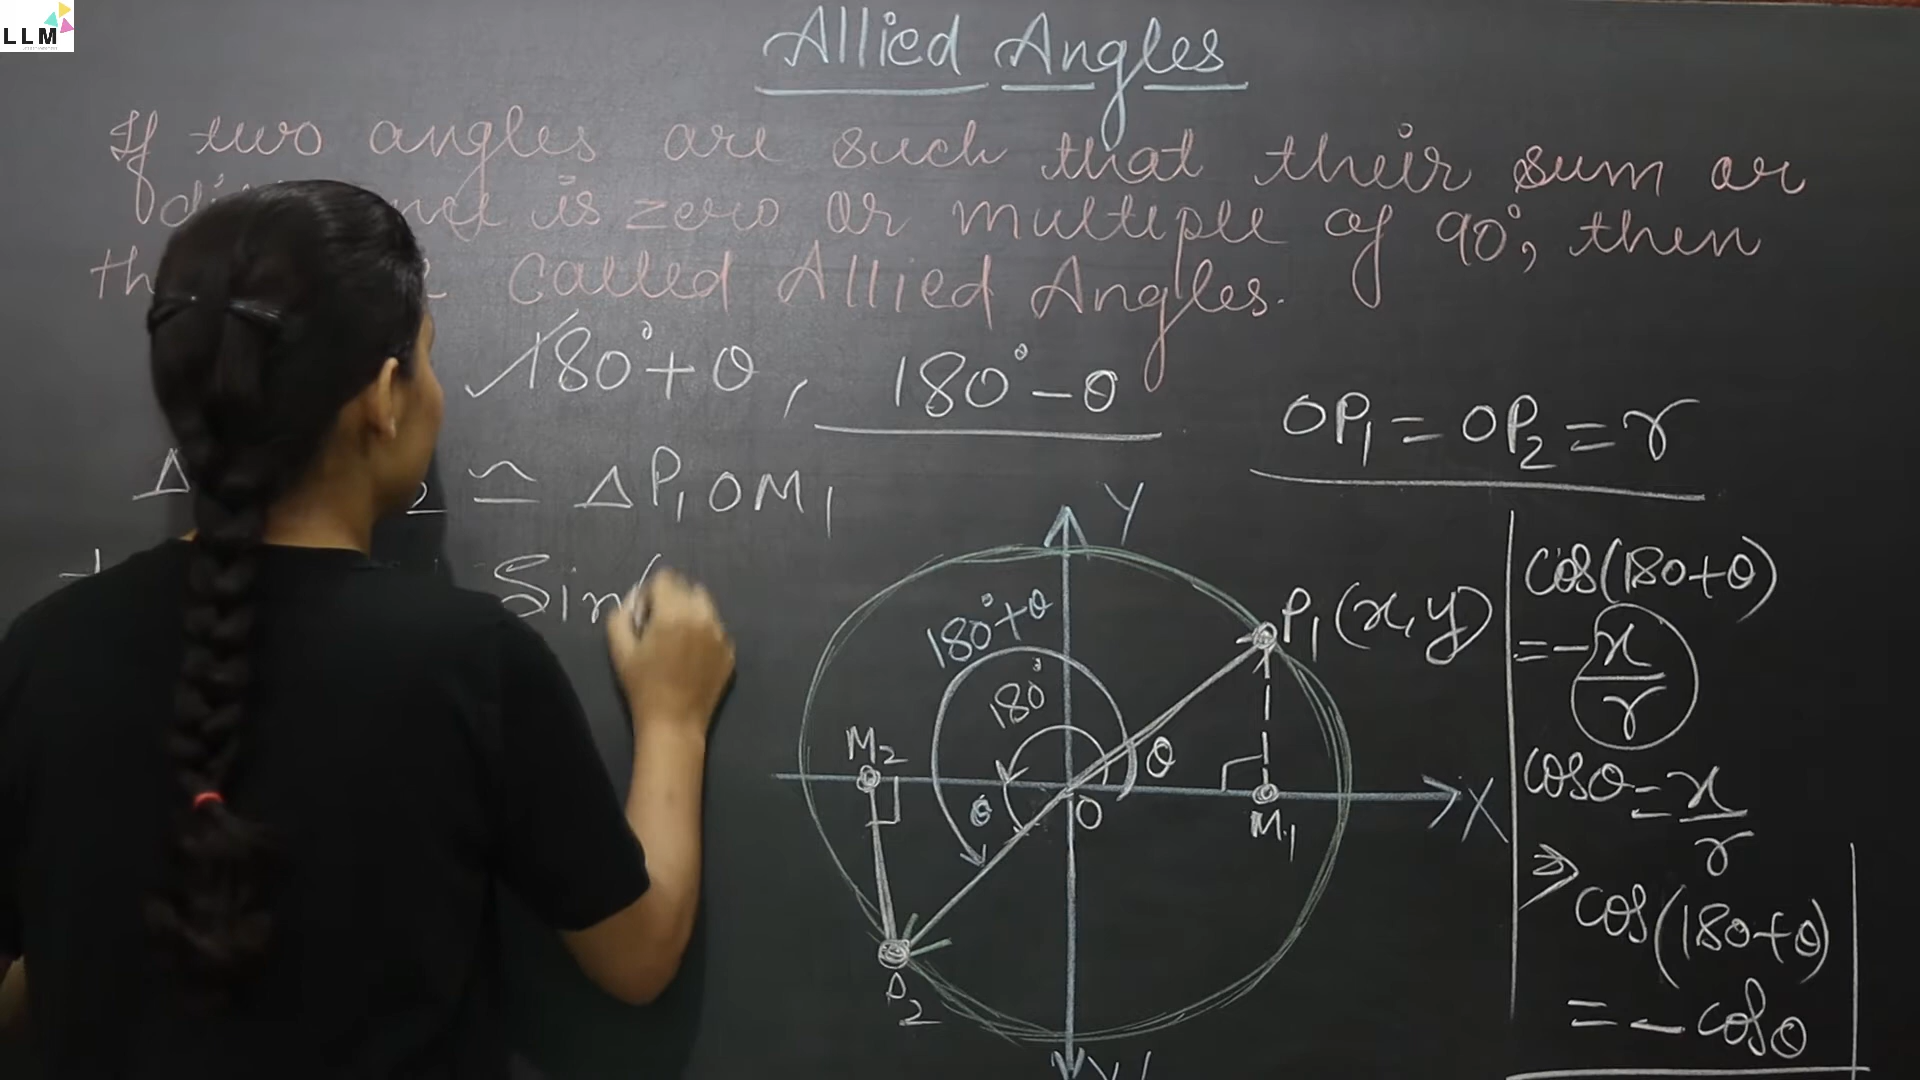 LLM
Allied Angles
If two angles are such that their sum or
is zero or multiple of 90°, then
called Allied Angles.
180°+θ, 180°-θ
OP₁ = OP₂ = r
≅ ΔP₁OM₁
Sin(
Y
180°+θ
180°
P₁(x,y)
M₂
θ
θ
O
M₁
X
P₂
Y'
cos(180+θ)
= -x/r
cosθ = x/r
⇒
cos(180+θ)
= - cosθ